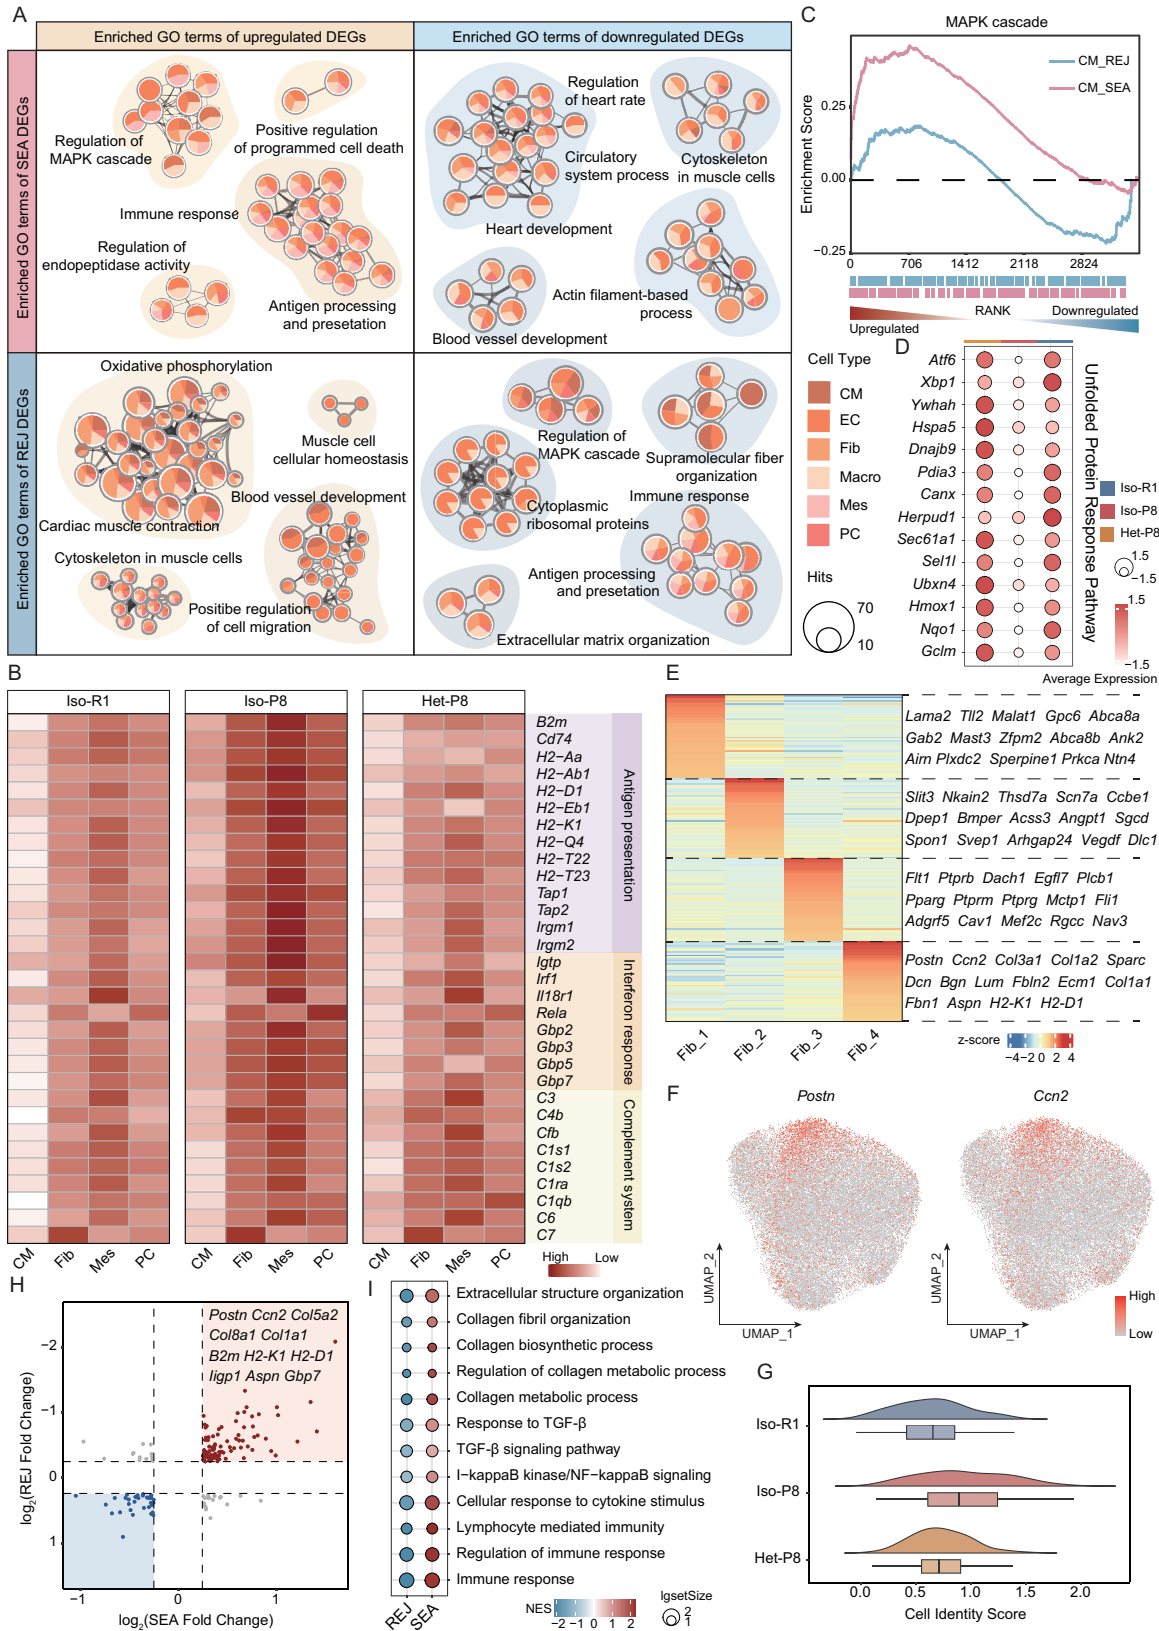 A
Enriched GO terms of upregulated DEGs
Enriched GO terms of downregulated DEGs
Enriched GO terms of SEA DEGs
Regulation of
MAPK cascade
Positive regulation
of programmed cell death
Immune response
Regulation of
endopeptidase activity
Antigen processing
and presetation
Regulation
of heart rate
Circulatory
system process
Cytoskeleton
in muscle cells
Heart development
Actin filament-based
process
Blood vessel development
Enriched GO terms of REJ DEGs
Oxidative phosphorylation
Muscle cell
cellular homeostasis
Blood vessel development
Cardiac muscle contraction
Cytoskeleton in muscle cells
Positibe regulation
of cell migration
Regulation of
MAPK cascade
Supramolecular fiber
organization
Immune response
Cytoplasmic
ribosomal proteins
Antigen processing
and presetation
Extracellular matrix organization
Cell Type
CM
EC
Fib
Macro
Mes
PC
Hits
70
10
C
MAPK cascade
CM_REJ
CM_SEA
Enrichment Score
0.25
0.00
−0.25
0 706 1412 2118 2824
RANK
Upregulated
Downregulated
D
Atf6
Xbp1
Ywhah
Hspa5
Dnajb9
Pdia3
Canx
Herpud1
Sec61a1
Sel1l
Ubxn4
Hmox1
Nqo1
Gclm
Unfolded Protein Response Pathway
Iso-R1
Iso-P8
Het-P8
1.5
−1.5
1.5
−1.5
Average Expression
B
Iso-R1
Iso-P8
Het-P8
B2m
Cd74
H2−Aa
H2−Ab1
H2−D1
H2−Eb1
H2−K1
H2−Q4
H2−T22
H2−T23
Tap1
Tap2
Irgm1
Irgm2
Igtp
Irf1
Il18r1
Rela
Gbp2
Gbp3
Gbp5
Gbp7
C3
C4b
Cfb
C1s1
C1s2
C1ra
C1qb
C6
C7
Antigen presentation
Interferon response
Complement system
CM Fib Mes PC
CM Fib Mes PC
CM Fib Mes PC
High Low
E
Lama2 Tll2 Malat1 Gpc6 Abca8a
Gab2 Mast3 Zfpm2 Abca8b Ank2
Aim Plxdc2 Sperpine1 Prkca Ntn4
Slit3 Nkain2 Thsd7a Scn7a Ccbe1
Dpep1 Bmper Acss3 Angpt1 Sgcd
Spon1 Svep1 Arhgap24 Vegdf Dlc1
Flt1 Ptprb Dach1 Egfl7 Plcb1
Pparg Ptprm Ptprg Mctp1 Fli1
Adgrf5 Cav1 Mef2c Rgcc Nav3
Postn Ccn2 Col3a1 Col1a2 Sparc
Dcn Bgn Lum Fbln2 Ecm1 Col1a1
Fbn1 Aspn H2-K1 H2-D1
Fib_1 Fib_2 Fib_3 Fib_4
z-score
−4−2 0 2 4
F
Postn
Ccn2
UMAP_2
UMAP_1
UMAP_2
UMAP_1
High
Low
G
Iso-R1
Iso-P8
Het-P8
0.0 0.5 1.0 1.5 2.0
Cell Identity Score
H
Postn Ccn2 Col5a2
Col8a1 Col1a1
B2m H2-K1 H2-D1
Iigp1 Aspn Gbp7
−2
−1
0
1
log2(REJ Fold Change)
−1 0 1
log2(SEA Fold Change)
I
Extracellular structure organization
Collagen fibril organization
Collagen biosynthetic process
Regulation of collagen metabolic process
Collagen metabolic process
Response to TGF-β
TGF-β signaling pathway
I−kappaB kinase/NF−kappaB signaling
Cellular response to cytokine stimulus
Lymphocyte mediated immunity
Regulation of immune response
Immune response
REJ SEA
NES
−2 −1 0 1 2
lgsetSize
2
1